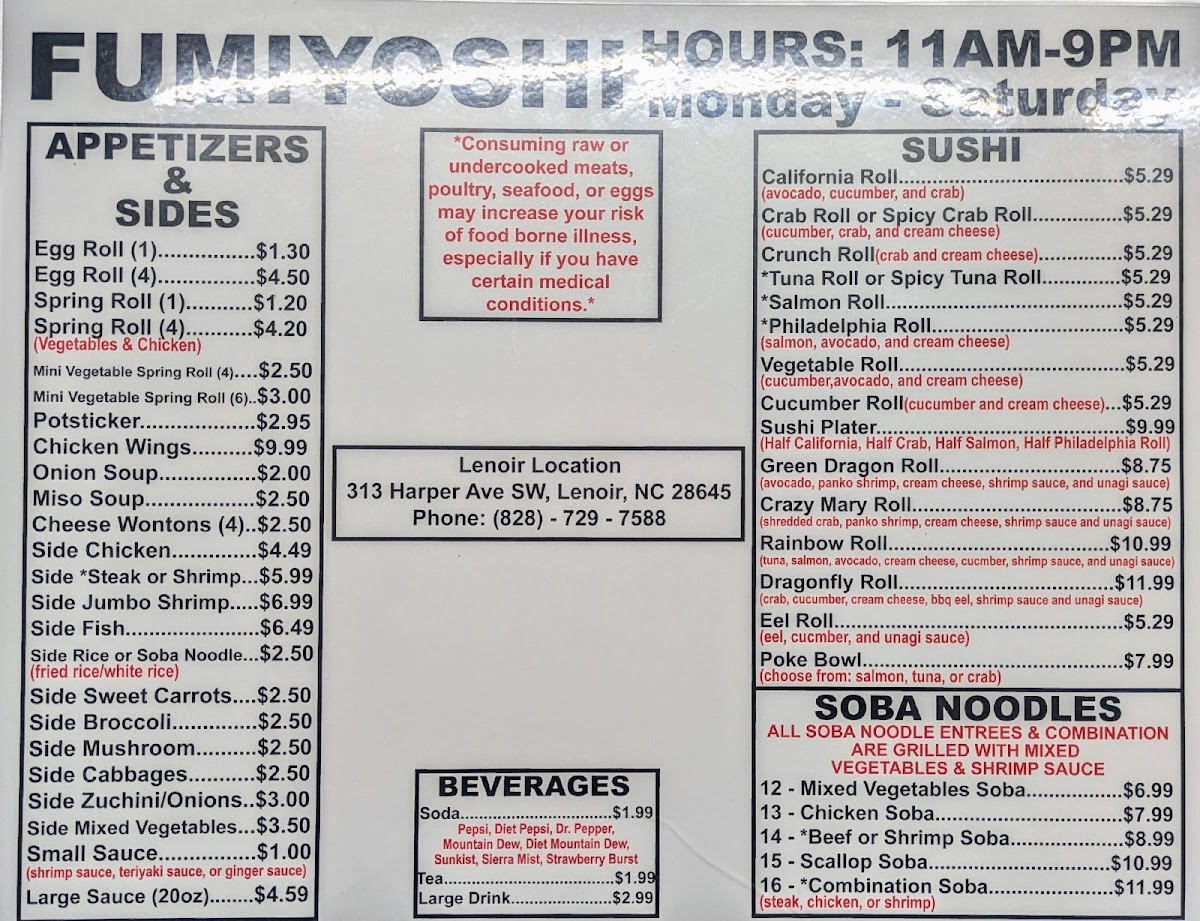 FUMIYOSHI
HOURS: 11AM-9PM
Monday - Saturday
APPETIZERS
&
SIDES
Egg Roll (1)................$1.30
Egg Roll (4)................$4.50
Spring Roll (1)...........$1.20
Spring Roll (4)...........$4.20
(Vegetables & Chicken)
Mini Vegetable Spring Roll (4)....$2.50
Mini Vegetable Spring Roll (6)..$3.00
Potsticker...................$2.95
Chicken Wings..........$9.99
Onion Soup................$2.00
Miso Soup..................$2.50
Cheese Wontons (4)..$2.50
Side Chicken..............$4.49
Side *Steak or Shrimp...$5.99
Side Jumbo Shrimp.....$6.99
Side Fish......................$6.49
Side Rice or Soba Noodle...$2.50
(fried rice/white rice)
Side Sweet Carrots....$2.50
Side Broccoli..............$2.50
Side Mushroom..........$2.50
Side Cabbages...........$2.50
Side Zuchini/Onions..$3.00
Side Mixed Vegetables...$3.50
Small Sauce................$1.00
(shrimp sauce, teriyaki sauce, or ginger sauce)
Large Sauce (20oz).......$4.59
*Consuming raw or
undercooked meats,
poultry, seafood, or eggs
may increase your risk
of food borne illness,
especially if you have
certain medical
conditions.*
Lenoir Location
313 Harper Ave SW, Lenoir, NC 28645
Phone: (828) - 729 - 7588
BEVERAGES
Soda...........................$1.99
Pepsi, Diet Pepsi, Dr. Pepper,
Mountain Dew, Diet Mountain Dew,
Sunkist, Sierra Mist, Strawberry Burst
Tea..............................$1.99
Large Drink..................$2.99
SUSHI
California Roll....................................$5.29
(avocado, cucumber, and crab)
Crab Roll or Spicy Crab Roll..............$5.29
(cucumber, crab, and cream cheese)
Crunch Roll(crab and cream cheese).............$5.29
*Tuna Roll or Spicy Tuna Roll.............$5.29
*Salmon Roll.......................................$5.29
*Philadelphia Roll...............................$5.29
(salmon, avocado, and cream cheese)
Vegetable Roll....................................$5.29
(cucumber,avocado, and cream cheese)
Cucumber Roll(cucumber and cream cheese)...$5.29
Sushi Plater........................................$9.99
(Half California, Half Crab, Half Salmon, Half Philadelphia Roll)
Green Dragon Roll.............................$8.75
(avocado, panko shrimp, cream cheese, shrimp sauce, and unagi sauce)
Crazy Mary Roll..................................$8.75
(shredded crab, panko shrimp, cream cheese, shrimp sauce and unagi sauce)
Rainbow Roll...................................$10.99
(tuna, salmon, avocado, cream cheese, cucmber, shrimp sauce, and unagi sauce)
Dragonfly Roll..................................$11.99
(crab, cucumber, cream cheese, bbq eel, shrimp sauce and unagi sauce)
Eel Roll..............................................$5.29
(eel, cucmber, and unagi sauce)
Poke Bowl.........................................$7.99
(choose from: salmon, tuna, or crab)
SOBA NOODLES
ALL SOBA NOODLE ENTREES & COMBINATION
ARE GRILLED WITH MIXED
VEGETABLES & SHRIMP SAUCE
12 - Mixed Vegetables Soba...............$6.99
13 - Chicken Soba..............................$7.99
14 - *Beef or Shrimp Soba..................$8.99
15 - Scallop Soba.............................$10.99
16 - *Combination Soba...................$11.99
(steak, chicken, or shrimp)